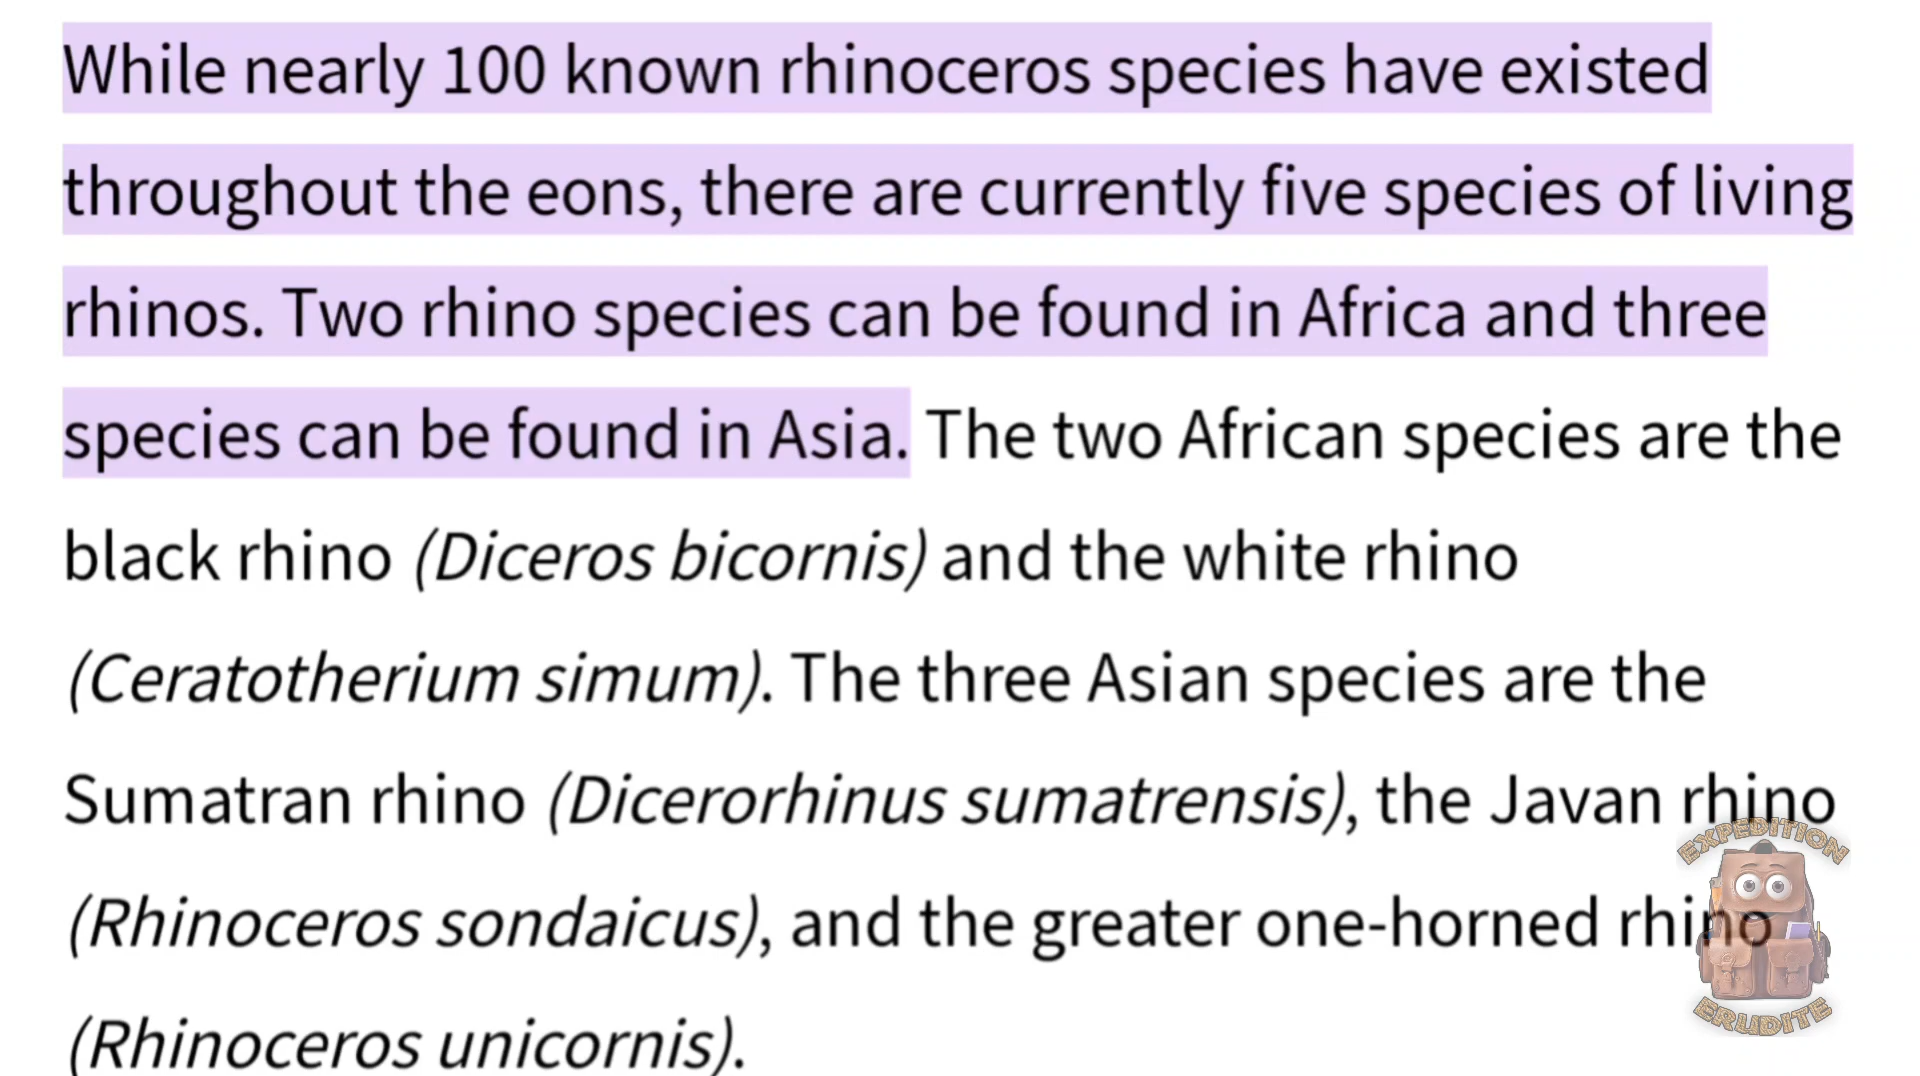 While nearly 100 known rhinoceros species have existed
throughout the eons, there are currently five species of living
rhinos. Two rhino species can be found in Africa and three
species can be found in Asia. The two African species are the
black rhino (Diceros bicornis) and the white rhino
(Ceratotherium simum). The three Asian species are the
Sumatran rhino (Dicerorhinus sumatrensis), the Javan rhino
(Rhinoceros sondaicus), and the greater one-horned rhino
(Rhinoceros unicornis).
EXPEDITION
ERUDITE